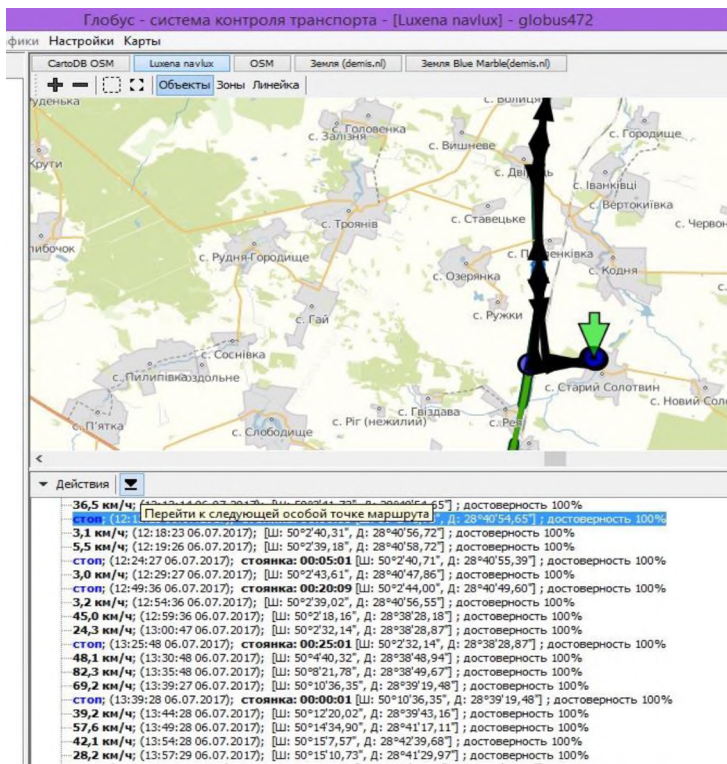 Глобус - система контроля транспорта - [Luxena navlux] - globus472
фики Настройки Карты
CartoDB OSM Luxena navlux OSM Земля (demis.nl) Земля Blue Marble(demis.nl)
Объекты Зоны Линейка
уденька
с. Волиця
с. Залізня
с. Головенка
с. Городище
с. Вишневе
Крути
с. Іванківці
с. Вертокиївка
с. Троянів
с. Ставецьке
с. Червон
с. Рудня-Городище
с. Озерянка
с. Кодня
с. Гай
с. Ружки
с. Соснівка
с. Старий Солотвин
с. Новий Соло
с. П'ятка
с. Слободище
с. Ріг (нежилий)
с. Гвіздава
с. Рея
Действия
Перейти к следующей особой точке маршрута
стоп; Д: 28°40'54,65"] ; достоверность 100%
3,1 км/ч; (12:18:23 06.07.2017); [Ш: 50°2'40,31", Д: 28°40'56,72"] ; достоверность 100%
5,5 км/ч; (12:19:26 06.07.2017); [Ш: 50°2'39,18", Д: 28°40'58,72"] ; достоверность 100%
стоп; (12:24:27 06.07.2017); стоянка: 00:05:01 [Ш: 50°2'40,71", Д: 28°40'55,39"] ; достоверность 100%
3,0 км/ч; (12:29:27 06.07.2017); [Ш: 50°2'43,61", Д: 28°40'47,86"] ; достоверность 100%
стоп; (12:49:36 06.07.2017); стоянка: 00:20:09 [Ш: 50°2'44,00", Д: 28°40'49,60"] ; достоверность 100%
3,2 км/ч; (12:54:36 06.07.2017); [Ш: 50°2'39,02", Д: 28°40'56,55"] ; достоверность 100%
45,0 км/ч; (12:59:36 06.07.2017); [Ш: 50°2'18,16", Д: 28°38'28,18"] ; достоверность 100%
24,3 км/ч; (13:00:47 06.07.2017); [Ш: 50°2'32,14", Д: 28°38'28,87"] ; достоверность 100%
стоп; (13:25:48 06.07.2017); стоянка: 00:25:01 [Ш: 50°2'32,14", Д: 28°38'28,87"] ; достоверность 100%
48,1 км/ч; (13:30:48 06.07.2017); [Ш: 50°4'40,32", Д: 28°38'48,94"] ; достоверность 100%
82,3 км/ч; (13:35:48 06.07.2017); [Ш: 50°8'21,78", Д: 28°38'49,67"] ; достоверность 100%
69,2 км/ч; (13:39:27 06.07.2017); [Ш: 50°10'36,35", Д: 28°39'19,48"] ; достоверность 100%
стоп; (13:39:28 06.07.2017); стоянка: 00:00:01 [Ш: 50°10'36,35", Д: 28°39'19,48"] ; достоверность 100%
39,2 км/ч; (13:44:28 06.07.2017); [Ш: 50°12'20,02", Д: 28°39'43,16"] ; достоверность 100%
57,6 км/ч; (13:49:28 06.07.2017); [Ш: 50°14'34,90", Д: 28°41'17,11"] ; достоверность 100%
42,1 км/ч; (13:54:28 06.07.2017); [Ш: 50°15'7,57", Д: 28°42'39,68"] ; достоверность 100%
28,2 км/ч; (13:57:29 06.07.2017); [Ш: 50°15'10,73", Д: 28°41'29,97"] ; достоверность 100%